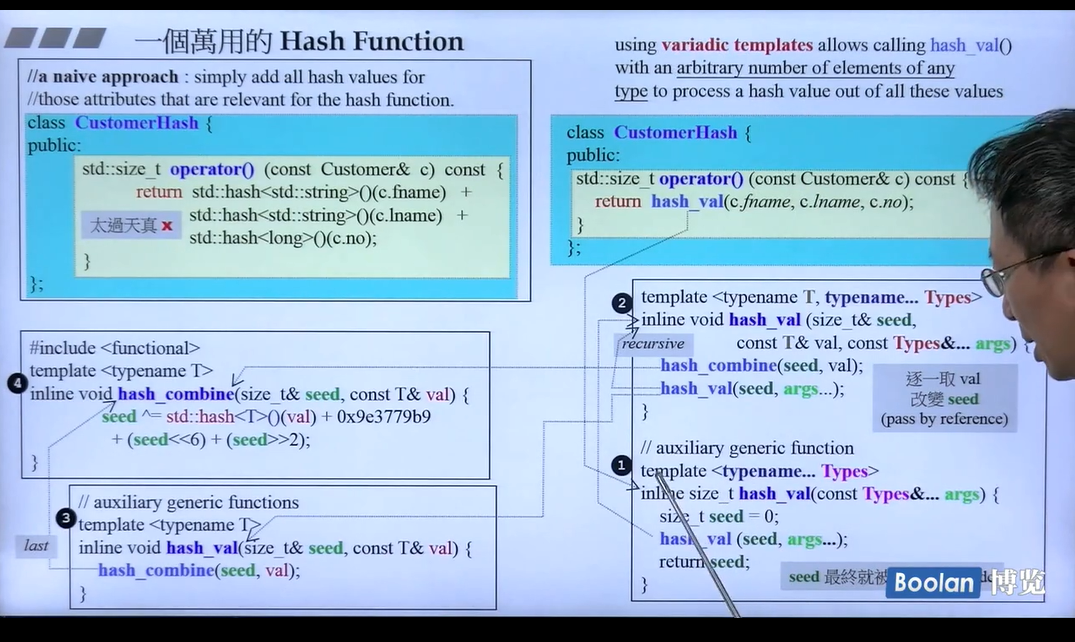 一個萬用的 Hash Function
//a naive approach : simply add all hash values for
//those attributes that are relevant for the hash function.
class CustomerHash {
public:
std::size_t operator() (const Customer& c) const {
return std::hash<std::string>()(c.fname) +
std::hash<std::string>()(c.lname) +
太過天真 x
std::hash<long>()(c.no);
}
};
using variadic templates allows calling hash_val()
with an arbitrary number of elements of any
type to process a hash value out of all these values
class CustomerHash {
public:
std::size_t operator() (const Customer& c) const {
return hash_val(c.fname, c.lname, c.no);
}
};
2
template <typename T, typename... Types>
inline void hash_val (size_t& seed,
recursive
const T& val, const Types&... args) {
hash_combine(seed, val);
hash_val(seed, args...);
}
逐一取 val
改變 seed
(pass by reference)
// auxiliary generic function
1
template <typename... Types>
inline size_t hash_val(const Types&... args) {
size_t seed = 0;
hash_val (seed, args...);
return seed;
}
seed 最終就被
Boolan 博览
#include <functional>
template <typename T>
4
inline void hash_combine(size_t& seed, const T& val) {
seed ^= std::hash<T>()(val) + 0x9e3779b9
+ (seed<<6) + (seed>>2);
}
// auxiliary generic functions
3
template <typename T>
inline void hash_val(size_t& seed, const T& val) {
last
hash_combine(seed, val);
}